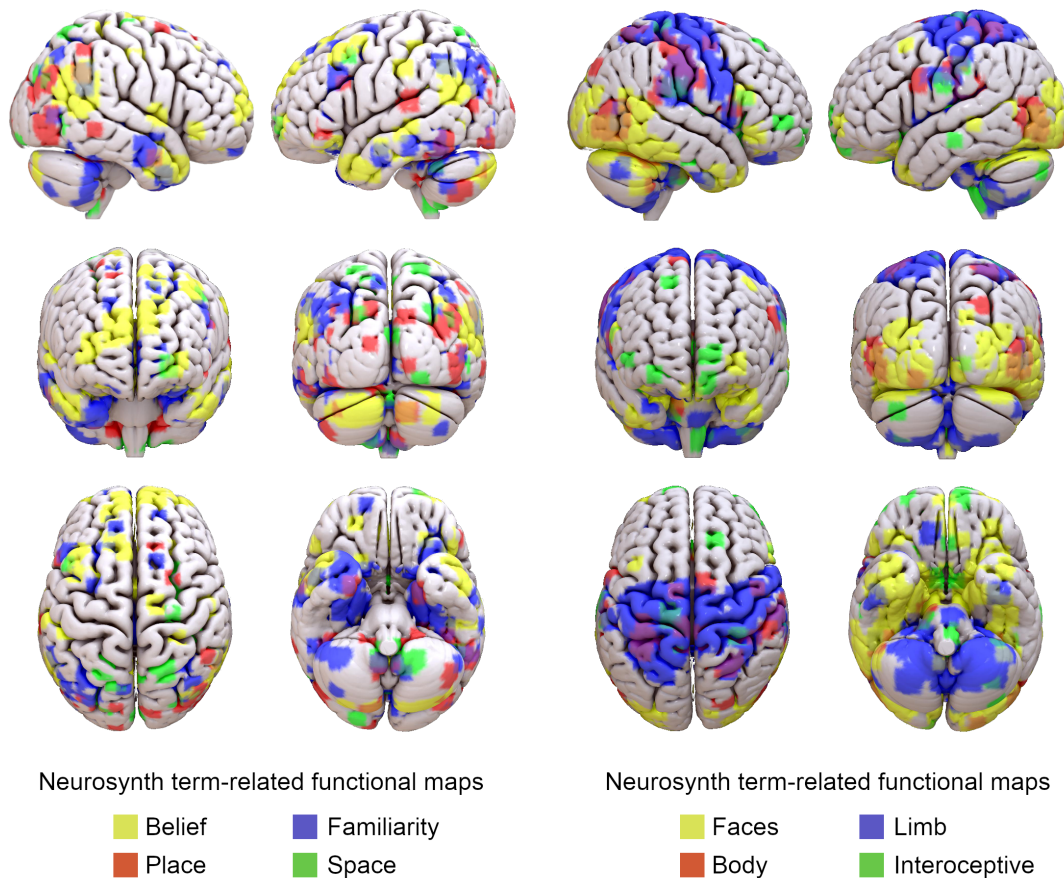 Neurosynth term-related functional maps
Belief
Familiarity
Place
Space
Neurosynth term-related functional maps
Faces
Limb
Body
Interoceptive